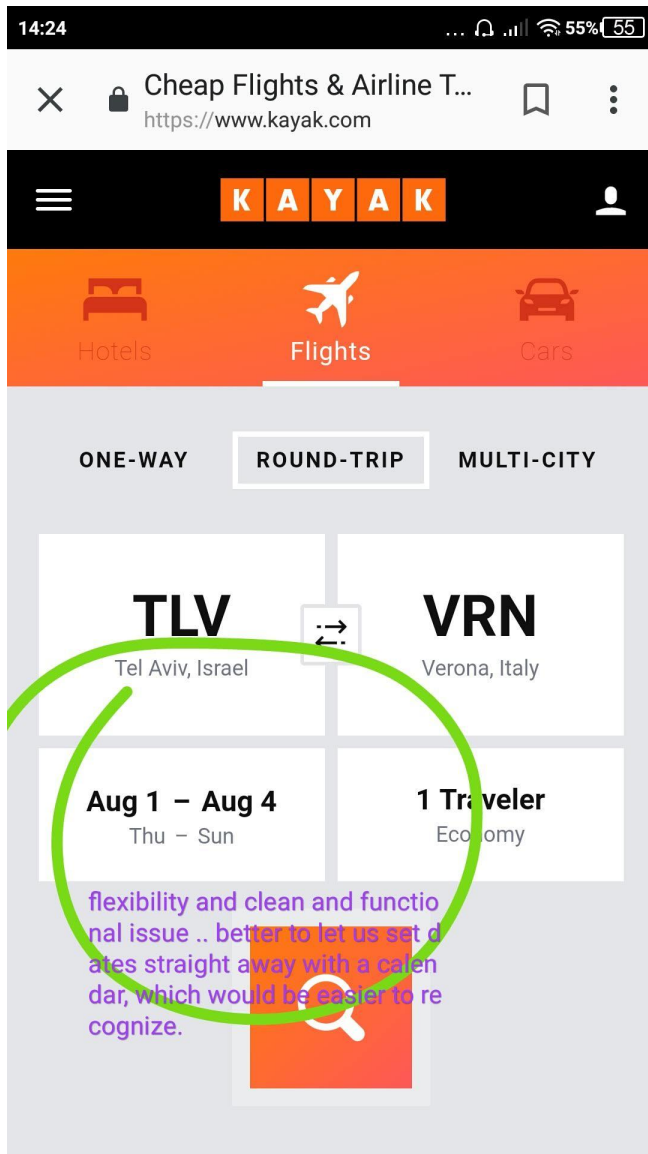 14:24
... 55% 55
Cheap Flights & Airline T...
https://www.kayak.com
KAYAK
Hotels Flights Cars
ONE-WAY ROUND-TRIP MULTI-CITY
TLV VRN
Tel Aviv, Israel Verona, Italy
Aug 1 – Aug 4 1 Traveler
Thu – Sun Economy
flexibility and clean and functio
nal issue .. better to let us set d
ates straight away with a calen
dar, which would be easier to re
cognize.